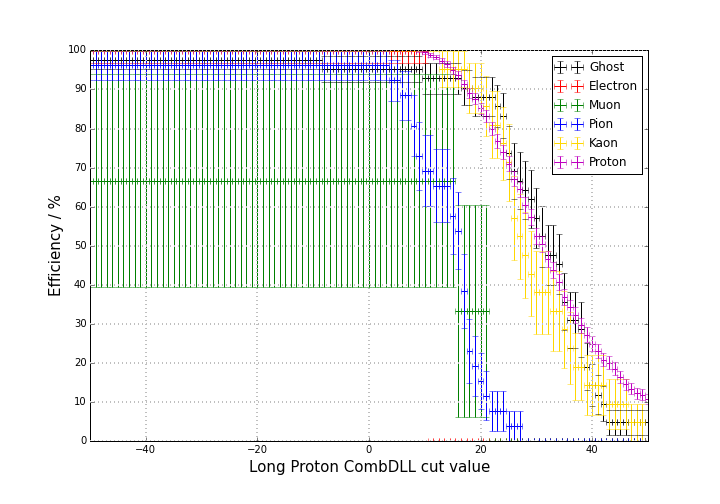 100
90
80
70
60
50
40
30
20
10
0
Efficiency / %
−40
−20
0
20
40
Long Proton CombDLL cut value
Ghost
Electron
Muon
Pion
Kaon
Proton